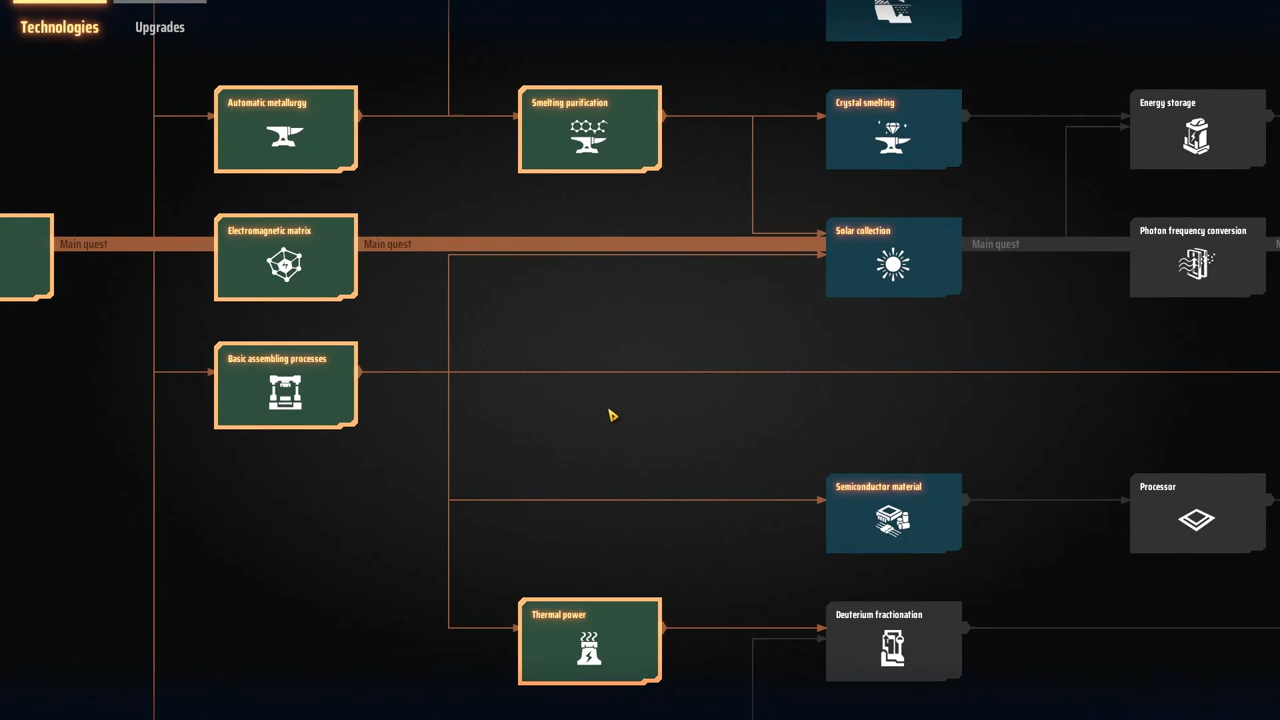 Technologies
Upgrades
Automatic metallurgy
Smelting purification
Crystal smelting
Energy storage
Main quest
Electromagnetic matrix
Main quest
Solar collection
Main quest
Photon frequency conversion
Basic assembling processes
Semiconductor material
Processor
Thermal power
Deuterium fractionation